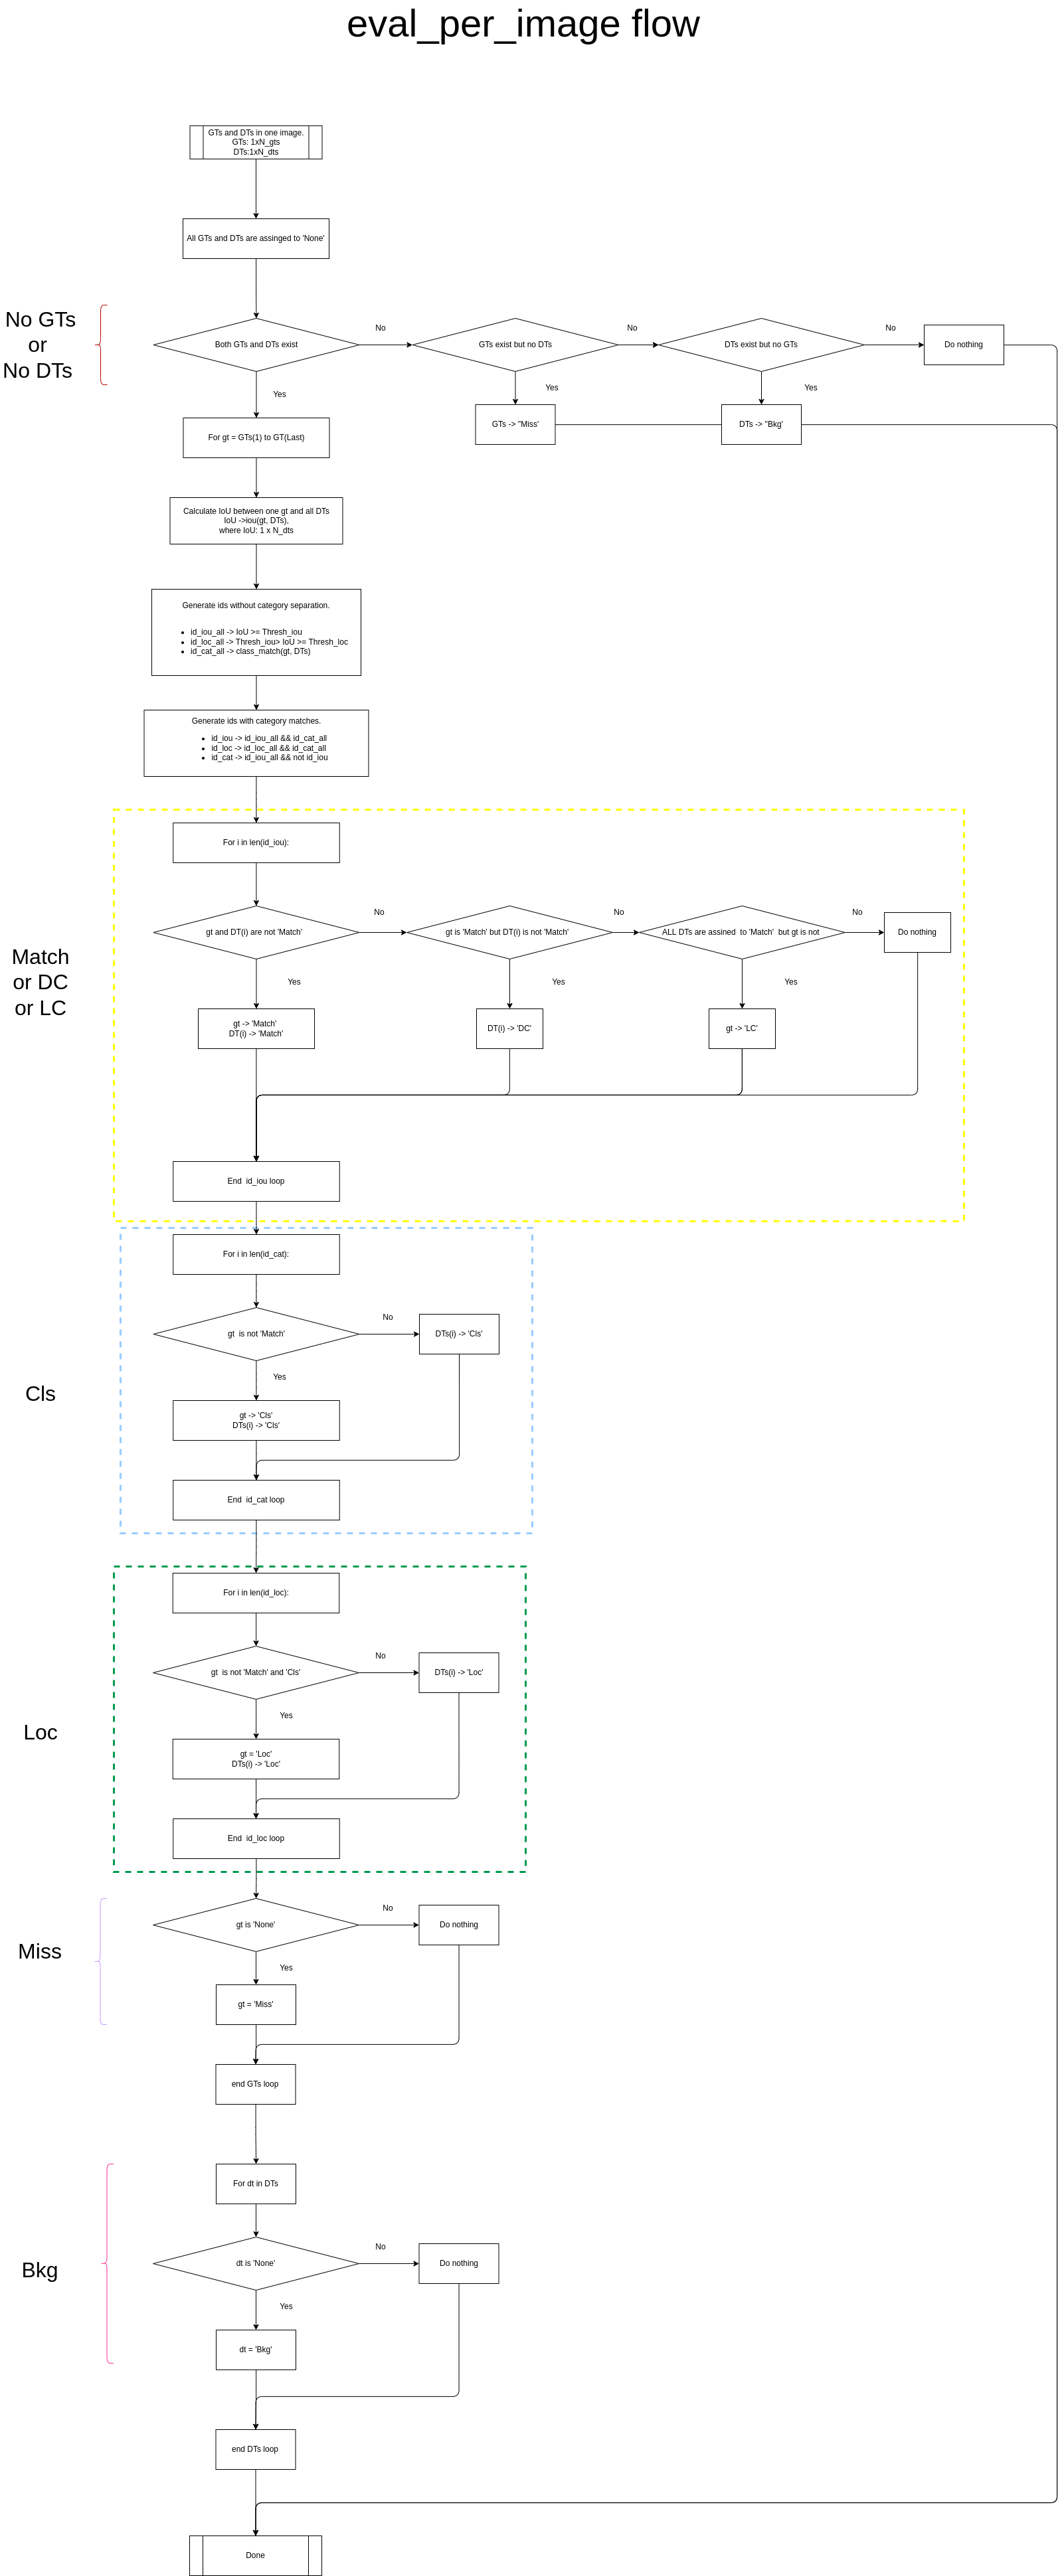 eval_per_image flow
GTs and DTs in one image.
GTs: 1xN_gts
DTs:1xN_dts
All GTs and DTs are assinged to 'None'
No GTs
or
No DTs
Both GTs and DTs exist
No
GTs exist but no DTs
No
DTs exist but no GTs
No
Do nothing
Yes
Yes
Yes
GTs -> "Miss'
DTs -> "Bkg'
For gt = GTs(1) to GT(Last)
Calculate IoU between one gt and all DTs
IoU ->iou(gt, DTs),
where IoU: 1 x N_dts
Generate ids without category separation.
• id_iou_all -> IoU >= Thresh_iou
• id_loc_all -> Thresh_iou> IoU >= Thresh_loc
• id_cat_all -> class_match(gt, DTs)
Generate ids with category matches.
• id_iou -> id_iou_all && id_cat_all
• id_loc -> id_loc_all && id_cat_all
• id_cat -> id_iou_all && not id_iou
Match
or DC
or LC
For i in len(id_iou):
gt and DT(i) are not 'Match'
No
gt is 'Match' but DT(i) is not 'Match'
No
ALL DTs are assined to 'Match' but gt is not
No
Do nothing
Yes
Yes
Yes
gt -> 'Match'
DT(i) -> 'Match'
DT(i) -> 'DC'
gt -> 'LC'
End id_iou loop
Cls
For i in len(id_cat):
gt is not 'Match'
No
DTs(i) -> 'Cls'
Yes
gt -> 'Cls'
DTs(i) -> 'Cls'
End id_cat loop
Loc
For i in len(id_loc):
gt is not 'Match' and 'Cls'
No
DTs(i) -> 'Loc'
Yes
gt = 'Loc'
DTs(i) -> 'Loc'
End id_loc loop
Miss
gt is 'None'
No
Do nothing
Yes
gt = 'Miss'
end GTs loop
Bkg
For dt in DTs
dt is 'None'
No
Do nothing
Yes
dt = 'Bkg'
end DTs loop
Done